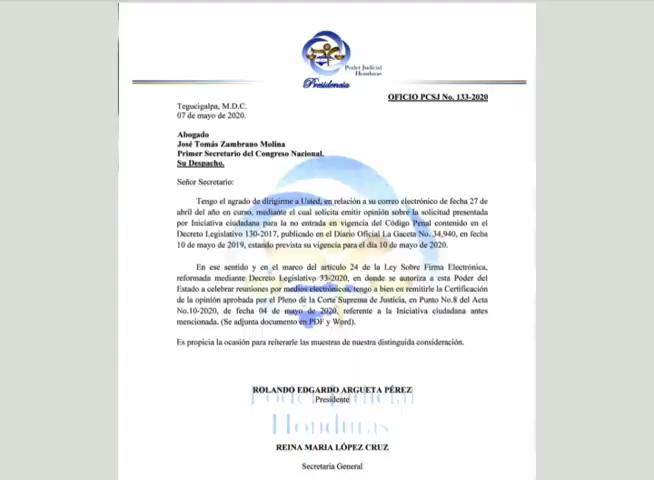 Poder Judicial
Honduras
Presidencia
OFICIO PCSJ No. 133-2020
Tegucigalpa, M.D.C.
07 de mayo de 2020.
Abogado
José Tomás Zambrano Molina
Primer Secretario del Congreso Nacional.
Su Despacho.
Señor Secretario:
Tengo el agrado de dirigirme a Usted, en relación a su correo electrónico de fecha 27 de
abril del año en curso, mediante el cual solicita emitir opinión sobre la solicitud presentada
por Iniciativa ciudadana para la no entrada en vigencia del Código Penal contenido en el
Decreto Legislativo 130-2017, publicado en el Diario Oficial La Gaceta No. 34,940, en fecha
10 de mayo de 2019, estando prevista su vigencia para el día 10 de mayo de 2020.
En ese sentido y en el marco del artículo 24 de la Ley Sobre Firma Electrónica,
reformada mediante Decreto Legislativo 33-2020, en donde se autoriza a esta Poder del
Estado a celebrar reuniones por medios electrónicos, tengo a bien en remitirle la Certificación
de la opinión aprobada por el Pleno de la Corte Suprema de Justicia, en Punto No.8 del Acta
No.10-2020, de fecha 04 de mayo de 2020, referente a la Iniciativa ciudadana antes
mencionada. (Se adjunta documento en PDF y Word).
Es propicia la ocasión para reiterarle las muestras de nuestra distinguida consideración.
ROLANDO EDGARDO ARGUETA PÉREZ
Presidente
Poder Judicial
Honduras
REINA MARIA LÓPEZ CRUZ
Secretaria General